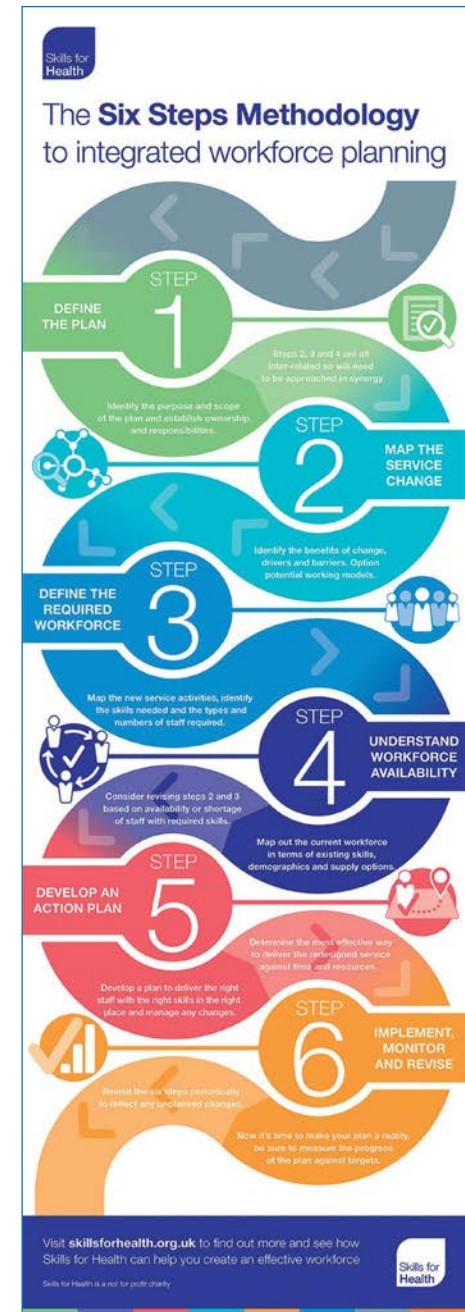 Skills for
Health
The Six Steps Methodology
to integrated workforce planning
STEP
1
DEFINE
THE PLAN
Identify the purpose and scope
of the plan and establish ownership
and responsibilities.
Steps 2, 3 and 4 are all
inter-related so will need
to be approached in synergy
STEP
2
MAP THE
SERVICE
CHANGE
Identify the benefits of change,
drivers and barriers. Option
potential working models.
STEP
3
DEFINE THE
REQUIRED
WORKFORCE
Map the new service activities, identify
the skills needed and the types and
numbers of staff required.
STEP
4
UNDERSTAND
WORKFORCE
AVAILABILITY
Consider revising steps 2 and 3
based on availability or shortage
of staff with required skills.
Map out the current workforce
in terms of existing skills,
demographics and supply options.
STEP
5
DEVELOP AN
ACTION PLAN
Develop a plan to deliver the right
staff with the right skills in the right
place and manage any changes.
Determine the most effective way
to deliver the redesigned service
against time and resources.
STEP
6
IMPLEMENT,
MONITOR
AND REVISE
Revisit the six steps periodically
to reflect any unplanned changes.
Now it's time to make your plan a reality,
be sure to measure the progress
of the plan against targets.
Visit skillsforhealth.org.uk to find out more and see how
Skills for Health can help you create an effective workforce
Skills for Health is a not for profit charity
Skills for
Health